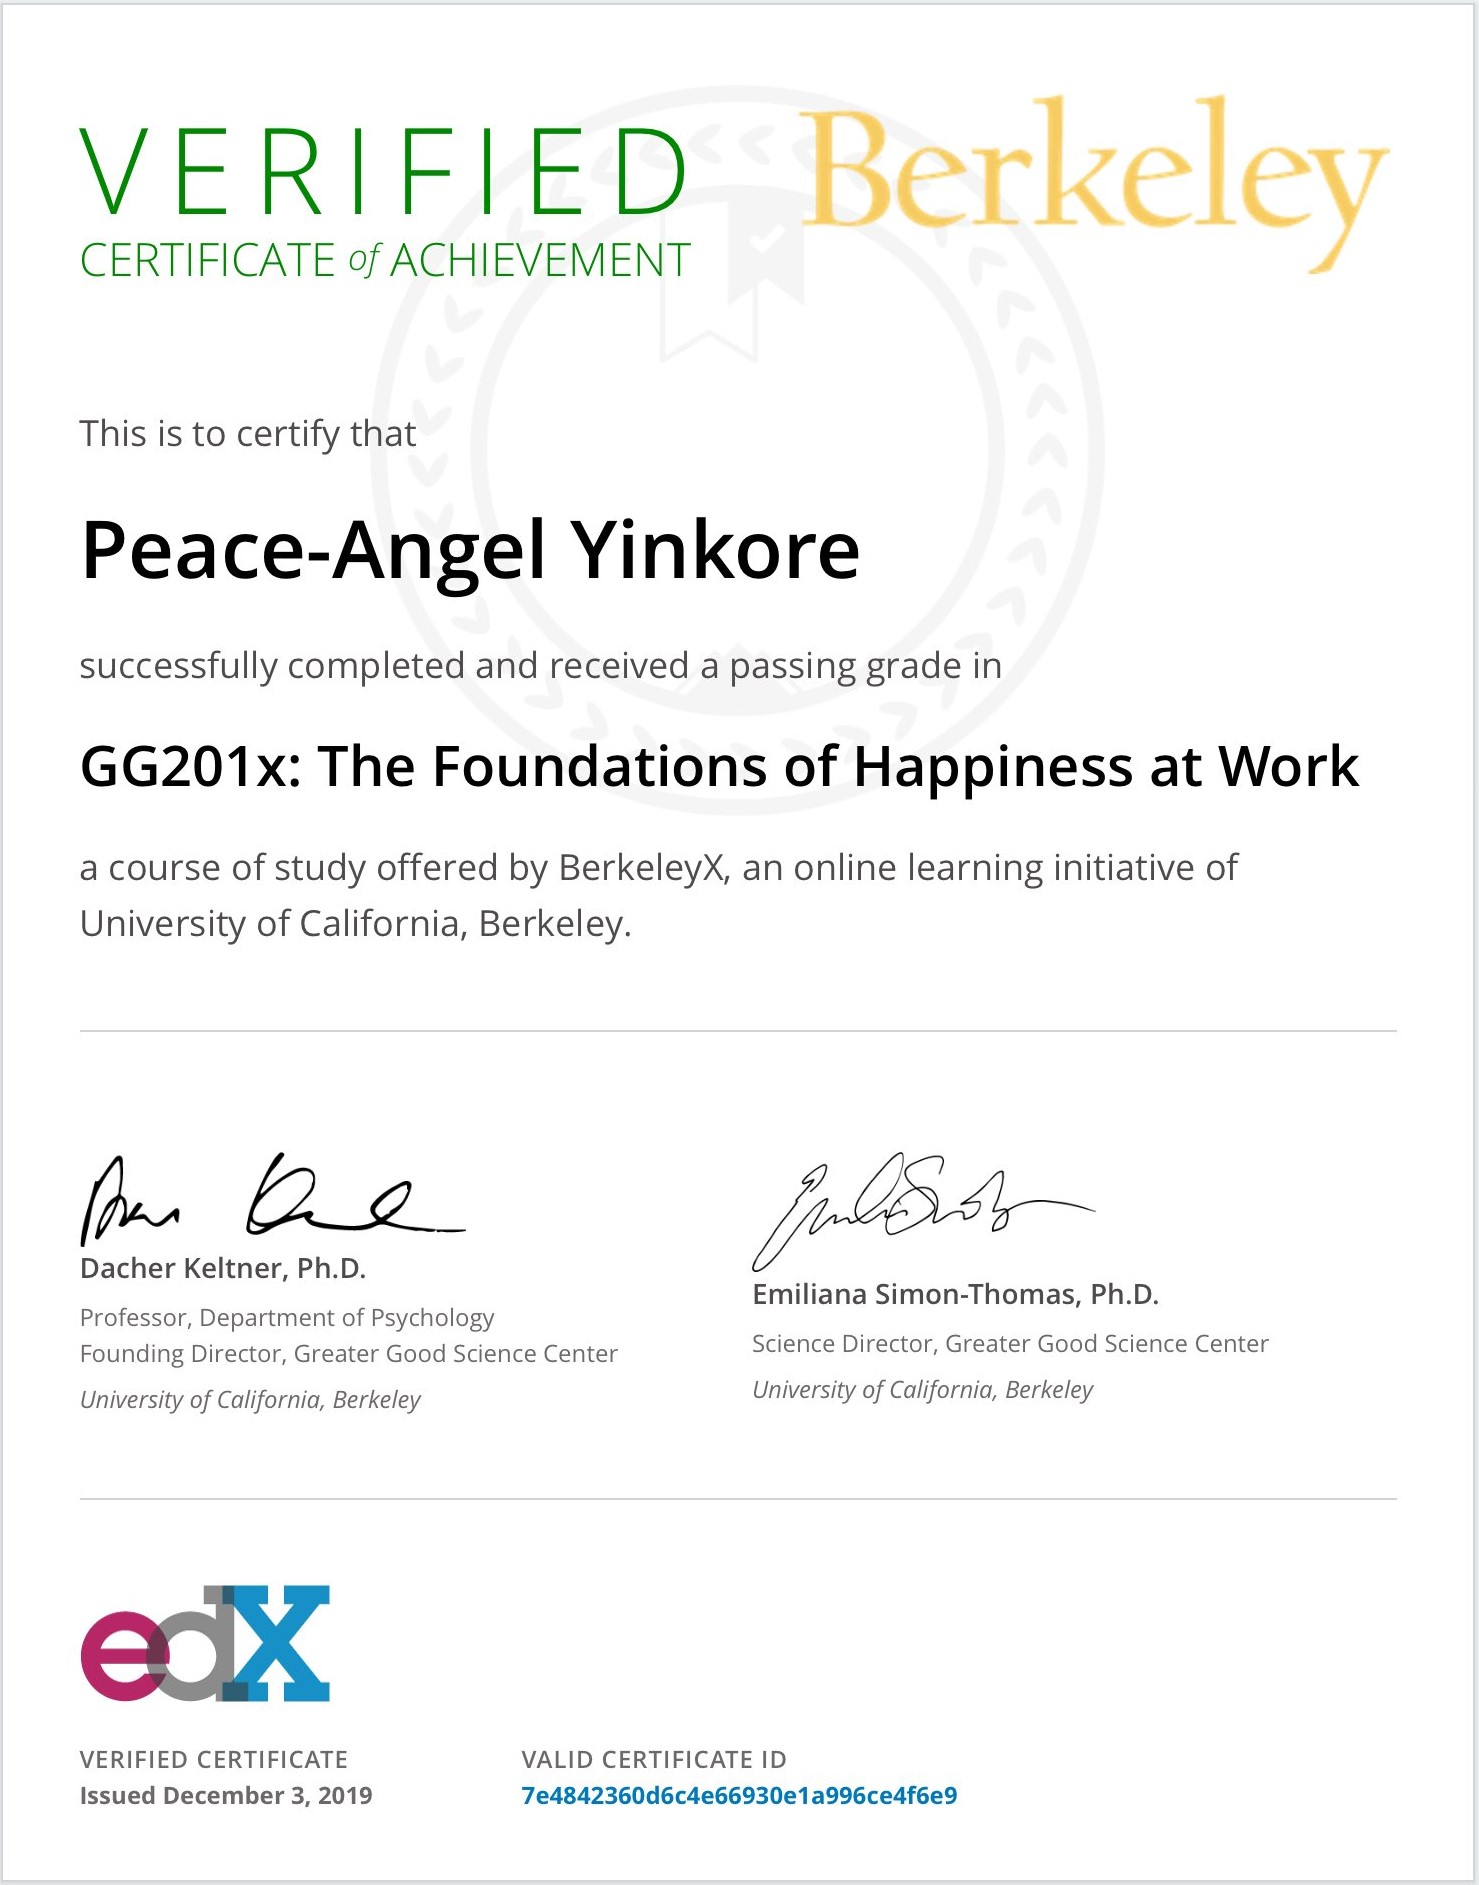 VERIFIED
CERTIFICATE of ACHIEVEMENT
Berkeley
This is to certify that
Peace-Angel Yinkore
successfully completed and received a passing grade in
GG201x: The Foundations of Happiness at Work
a course of study offered by BerkeleyX, an online learning initiative of
University of California, Berkeley.
Dacher Keltner, Ph.D.
Professor, Department of Psychology
Founding Director, Greater Good Science Center
University of California, Berkeley
Emiliana Simon-Thomas, Ph.D.
Science Director, Greater Good Science Center
University of California, Berkeley
edX
VERIFIED CERTIFICATE
Issued December 3, 2019
VALID CERTIFICATE ID
7e4842360d6c4e66930e1a996ce4f6e9